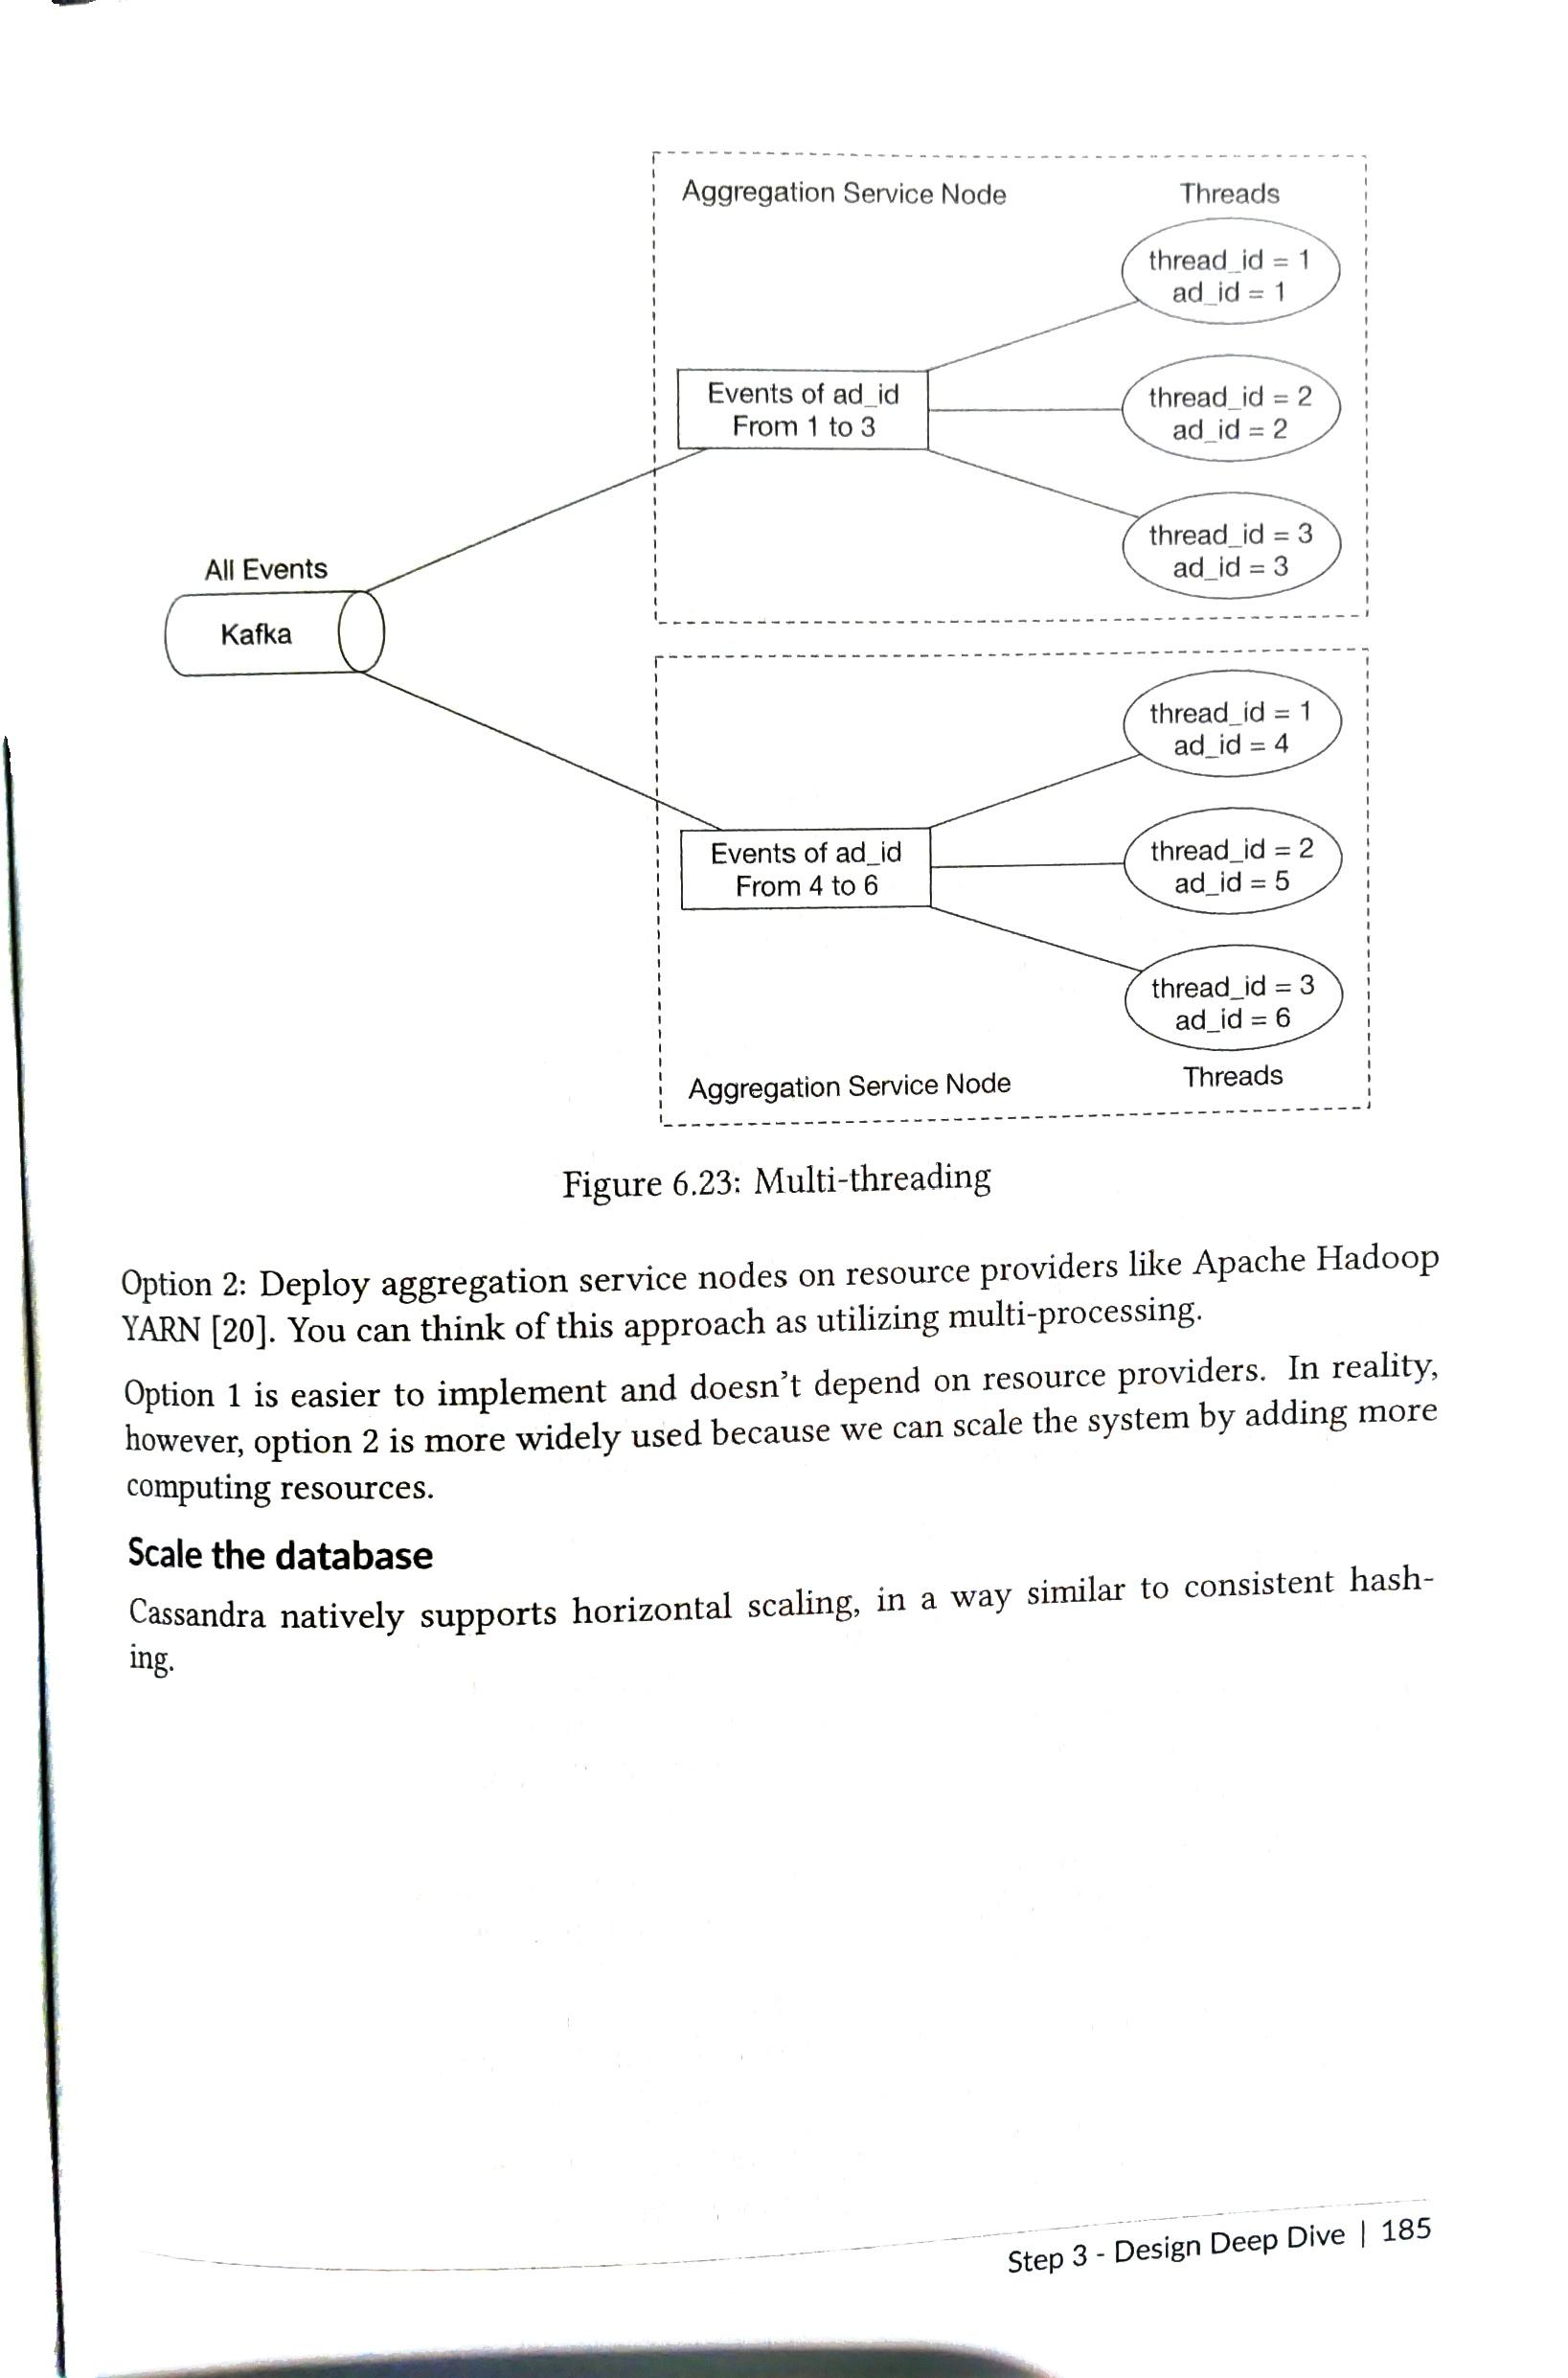 Aggregation Service Node
Threads
thread_id = 1
ad_id = 1
Events of ad_id
From 1 to 3
thread_id = 2
ad_id = 2
thread_id = 3
ad_id = 3
All Events
Kafka
thread_id = 1
ad_id = 4
Events of ad_id
From 4 to 6
thread_id = 2
ad_id = 5
thread_id = 3
ad_id = 6
Aggregation Service Node
Threads
Figure 6.23: Multi-threading
Option 2: Deploy aggregation service nodes on resource providers like Apache Hadoop
YARN [20]. You can think of this approach as utilizing multi-processing.
Option 1 is easier to implement and doesn't depend on resource providers. In reality,
however, option 2 is more widely used because we can scale the system by adding more
computing resources.
Scale the database
Cassandra natively supports horizontal scaling, in a way similar to consistent hash-
ing.
Step 3 - Design Deep Dive | 185